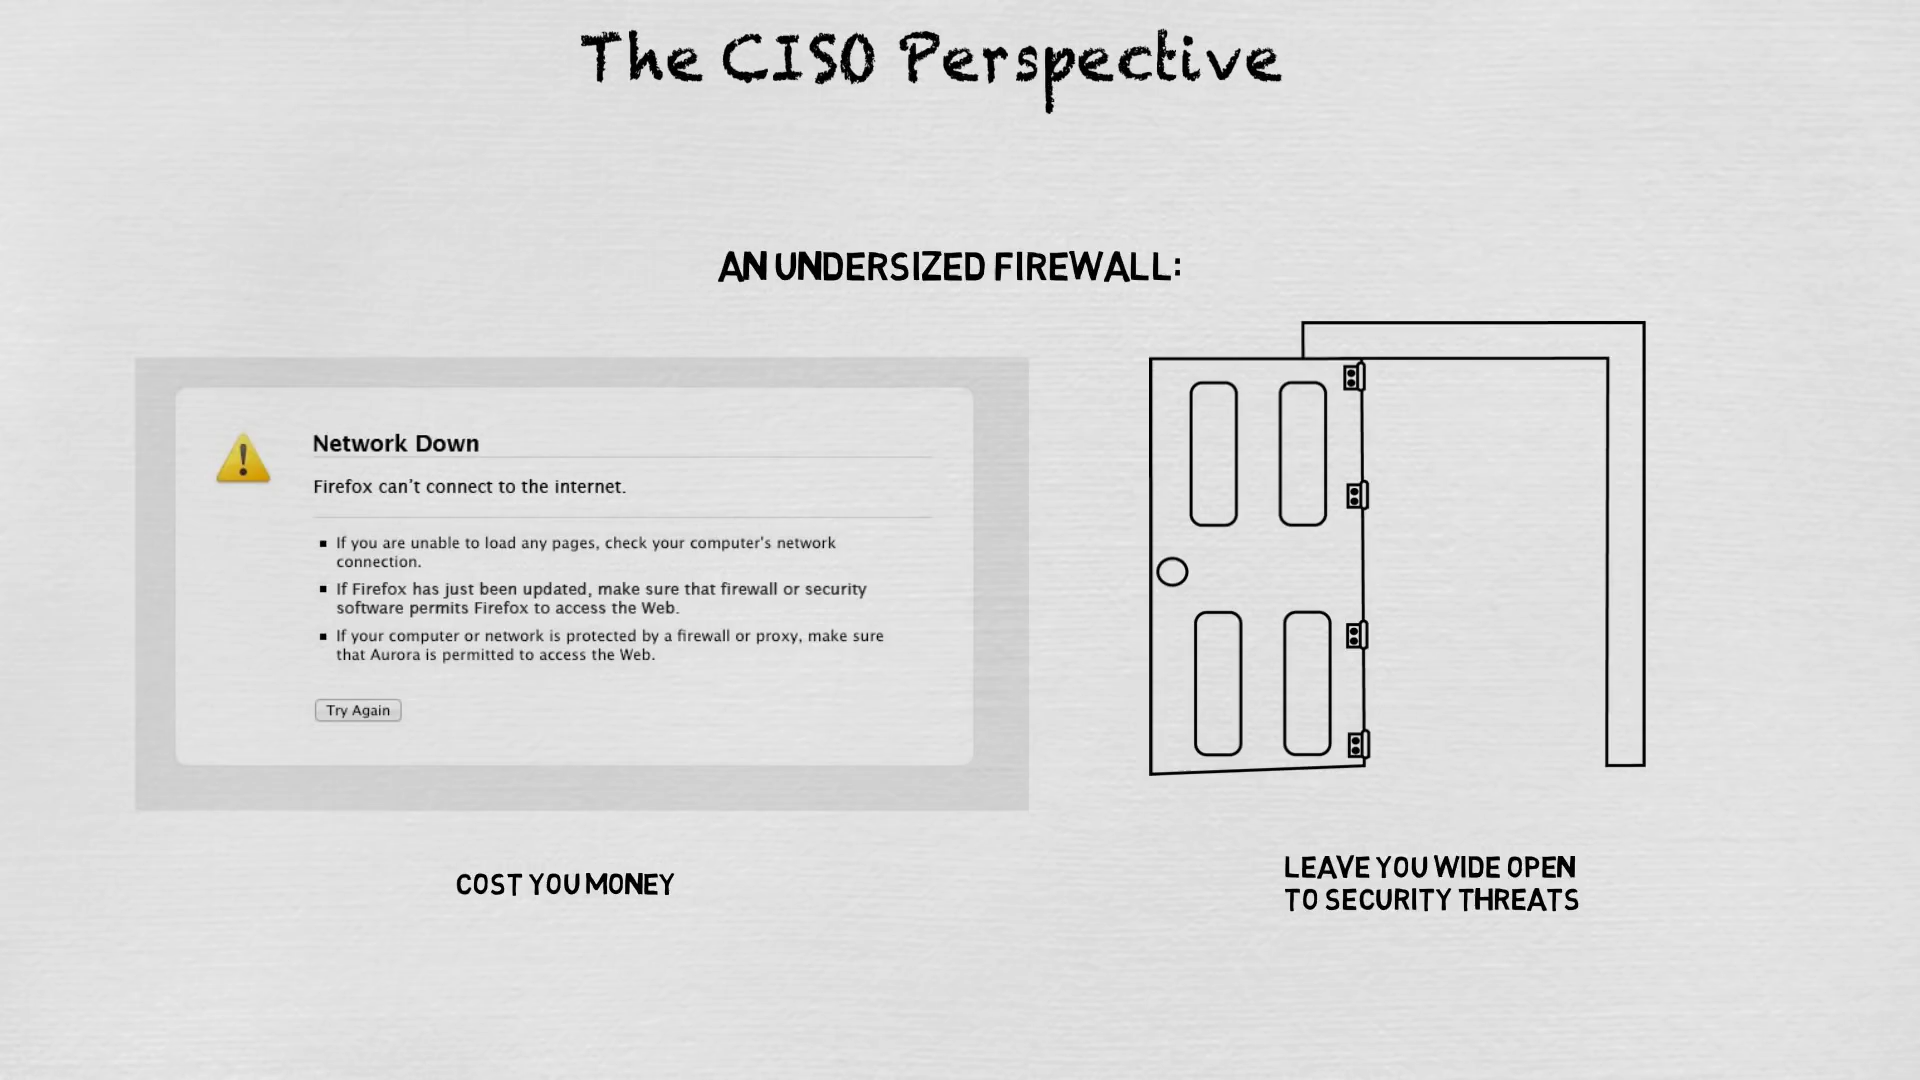 The CISO Perspective
AN UNDERSIZED FIREWALL:
Network Down
Firefox can't connect to the internet.
If you are unable to load any pages, check your computer's network
connection.
If Firefox has just been updated, make sure that firewall or security
software permits Firefox to access the Web.
If your computer or network is protected by a firewall or proxy, make sure
that Aurora is permitted to access the Web.
Try Again
COST YOU MONEY
LEAVE YOU WIDE OPEN
TO SECURITY THREATS